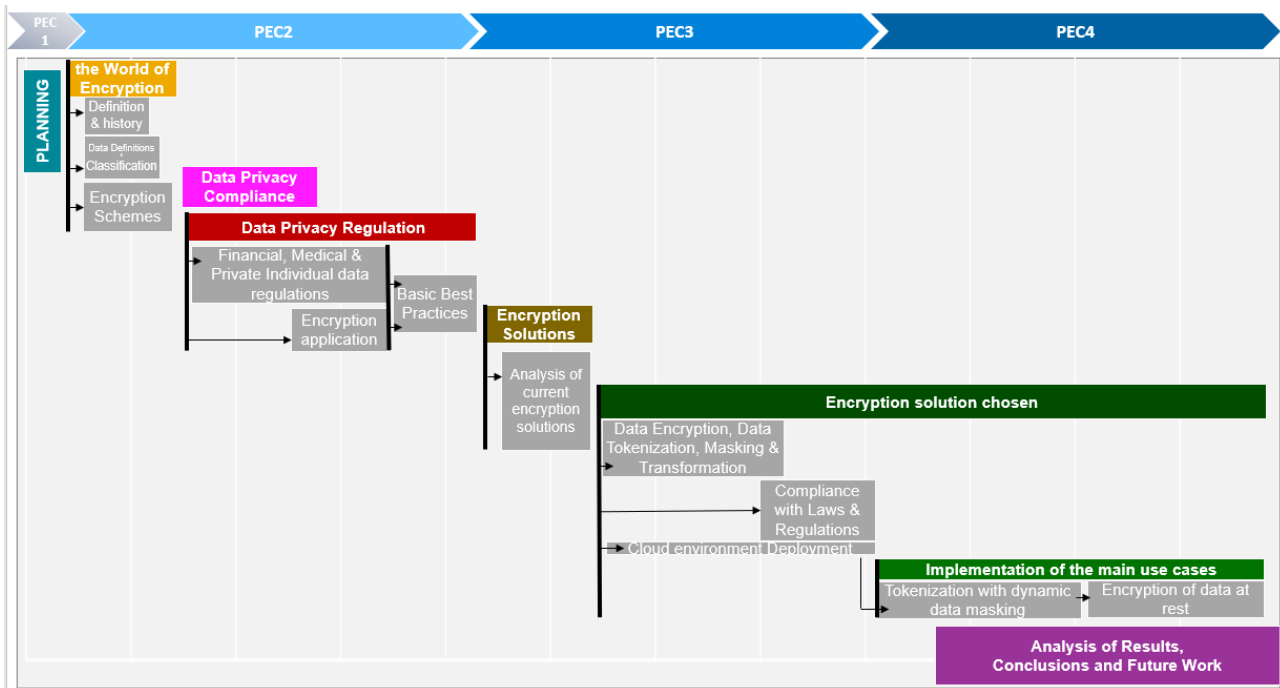 PEC
1
PEC2
PEC3
PEC4
PLANNING
the World of
Encryption
Definition
& history
Data Definitions
+
Classification
Encryption
Schemes
Data Privacy
Compliance
Data Privacy Regulation
Financial, Medical &
Private Individual data
regulations
Basic Best
Practices
Encryption
application
Encryption
Solutions
Analysis of
current
encryption
solutions
Encryption solution chosen
Data Encryption, Data
Tokenization, Masking &
Transformation
Compliance
with Laws &
Regulations
Cloud environment Deployment
Implementation of the main use cases
Tokenization with dynamic
data masking
Encryption of data at
rest
Analysis of Results,
Conclusions and Future Work